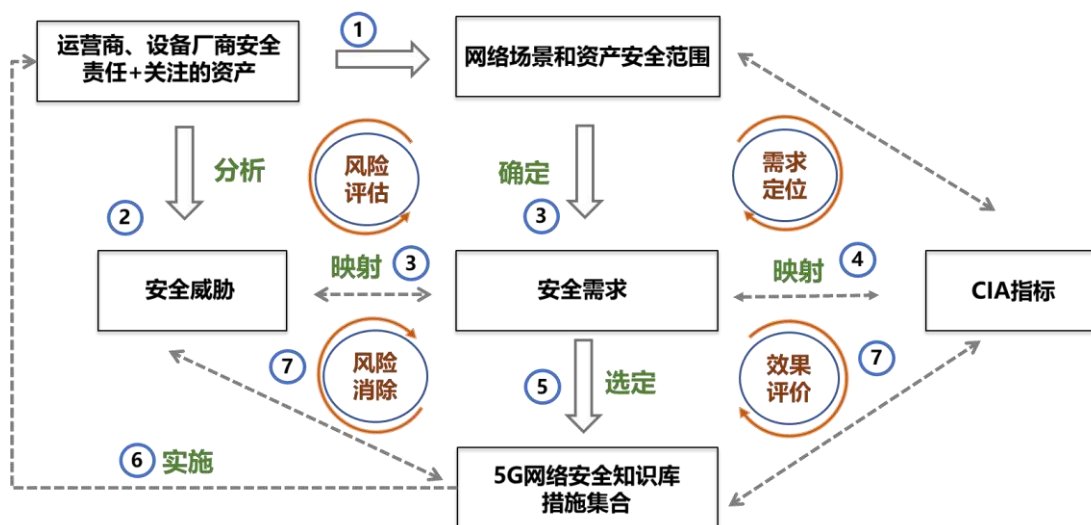 运营商、设备厂商安全
责任+关注的资产
1
网络场景和资产安全范围
分析
风险
评估
确定
需求
定位
2
3
安全威胁
映射
3
安全需求
映射
4
CIA指标
7
风险
消除
5
选定
效果
评价
7
6
实施
5G网络安全知识库
措施集合